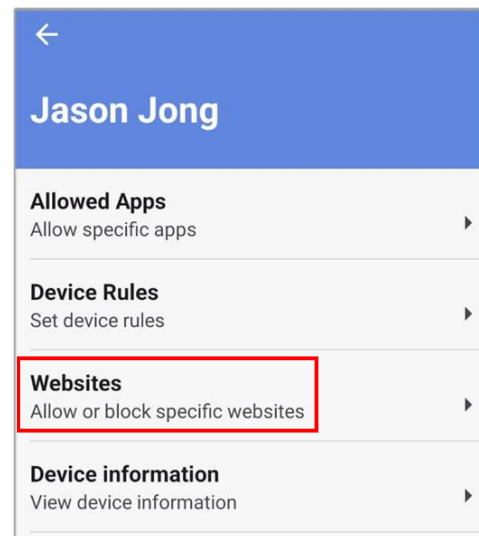 Jason Jong
Allowed Apps
Allow specific apps
Device Rules
Set device rules
Websites
Allow or block specific websites
Device information
View device information